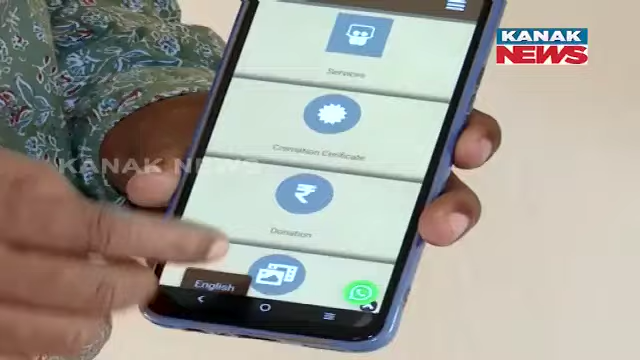 KANAK
NEWS
Services
Cremation Certificate
KANAK NEWS
Donation
English